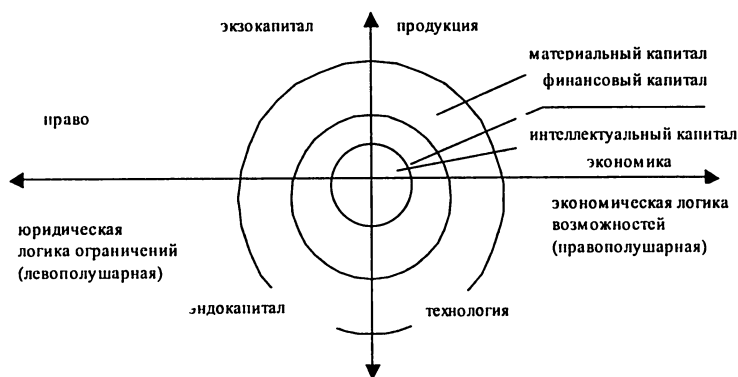 экзокапитал
продукция
материальный капитал
финансовый капитал
право
интеллектуальный капитал
экономика
юридическая
логика ограничений
(левополушарная)
экономическая логика
возможностей
(правополушарная)
эндокапитал
технология